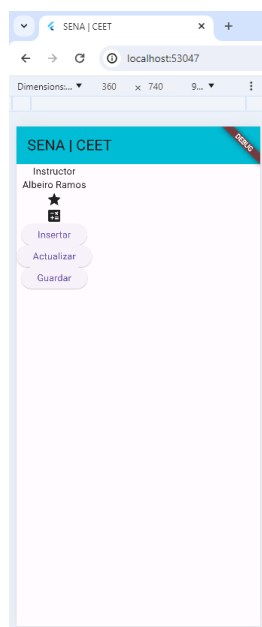 SENA | CEET
localhost:53047
Dimensions:... 360 × 740 9...
SENA | CEET
DEBUG
Instructor
Albeiro Ramos
Insertar
Actualizar
Guardar